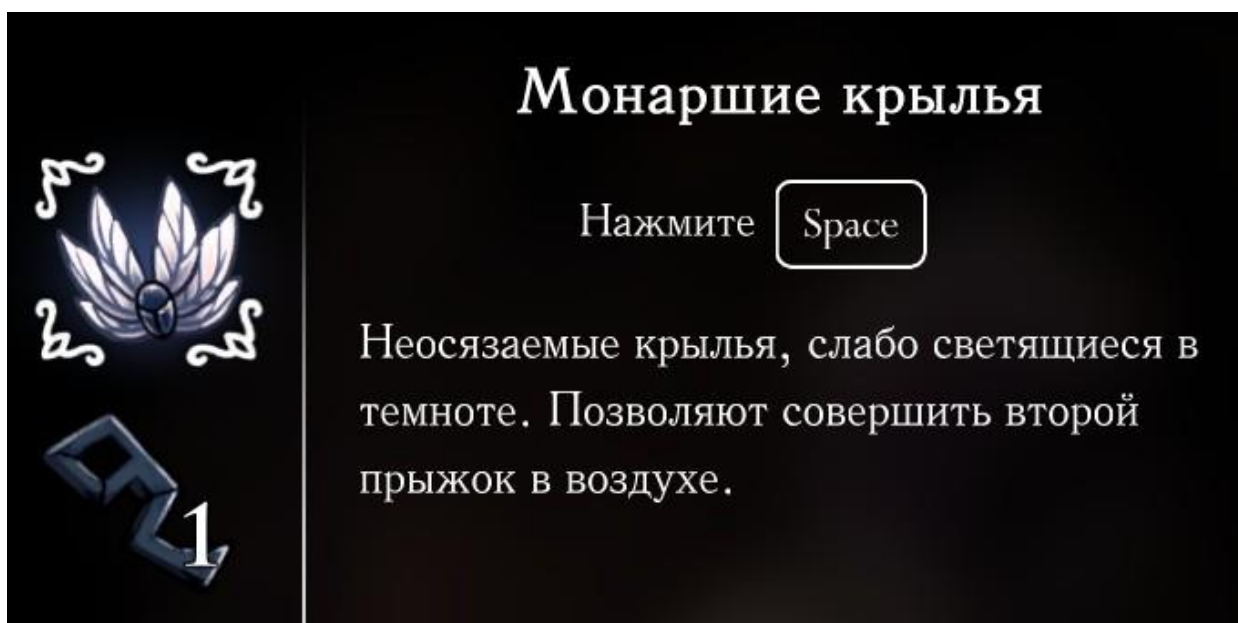 Монаршие крылья
Нажмите Space
Неосязаемые крылья, слабо светящиеся в
темноте. Позволяют совершить второй
прыжок в воздухе.
1